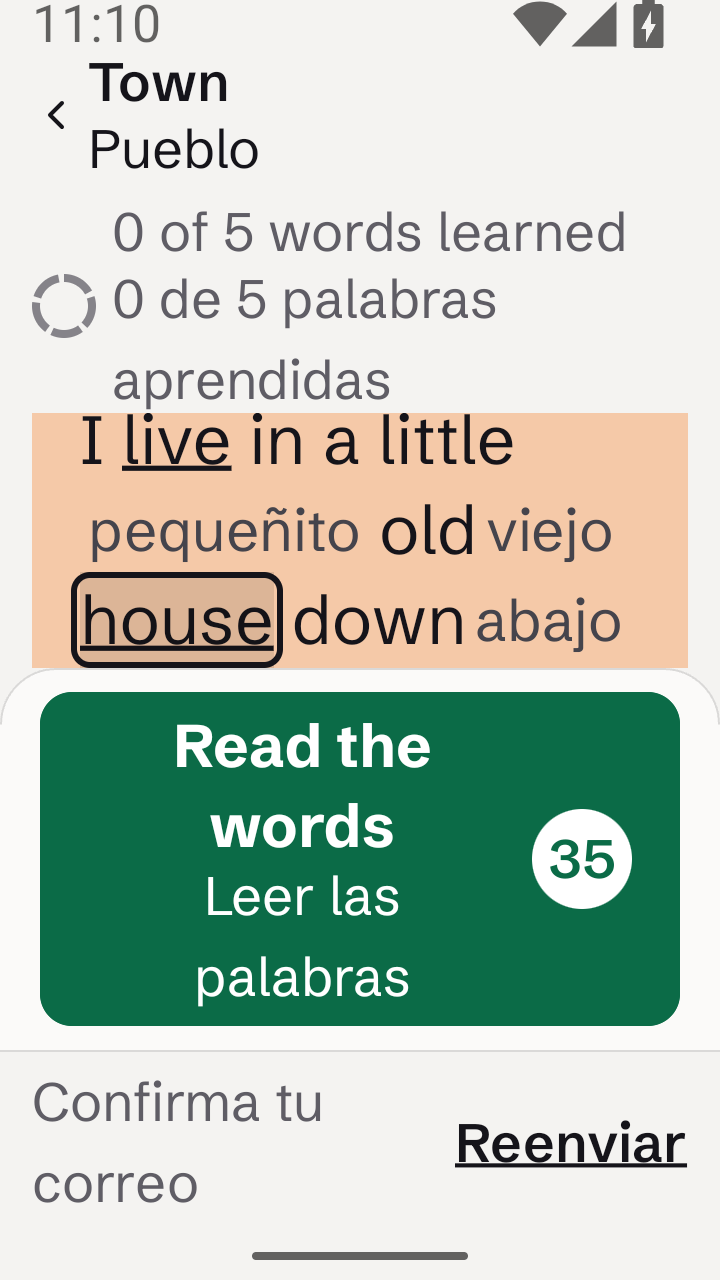 11:10
Town
Pueblo
0 of 5 words learned
0 de 5 palabras
aprendidas
I live in a little
pequeñito old viejo
house down abajo
Read the
words
35
Leer las
palabras
Confirma tu
correo
Reenviar